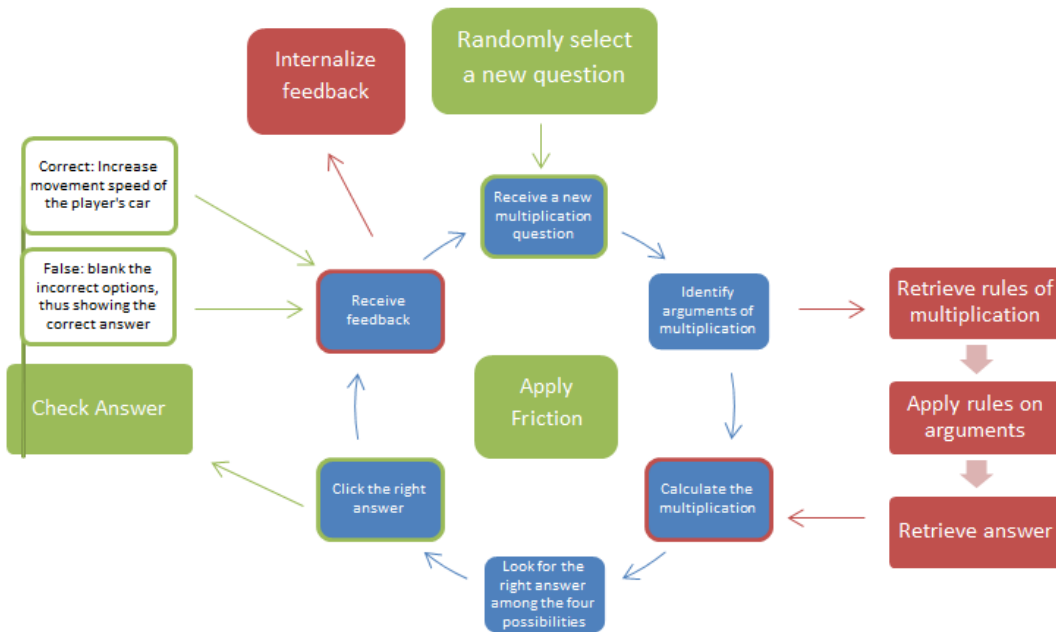 Internalize
feedback
Randomly select
a new question
Correct: Increase
movement speed of
the player's car
False: blank the
incorrect options,
thus showing the
correct answer
Check Answer
Receive a new
multiplication
question
Receive
feedback
Identify
arguments of
multiplication
Retrieve rules of
multiplication
Apply
Friction
Apply rules on
arguments
Click the right
answer
Calculate the
multiplication
Retrieve answer
Look for the
right answer
among the four
possibilities